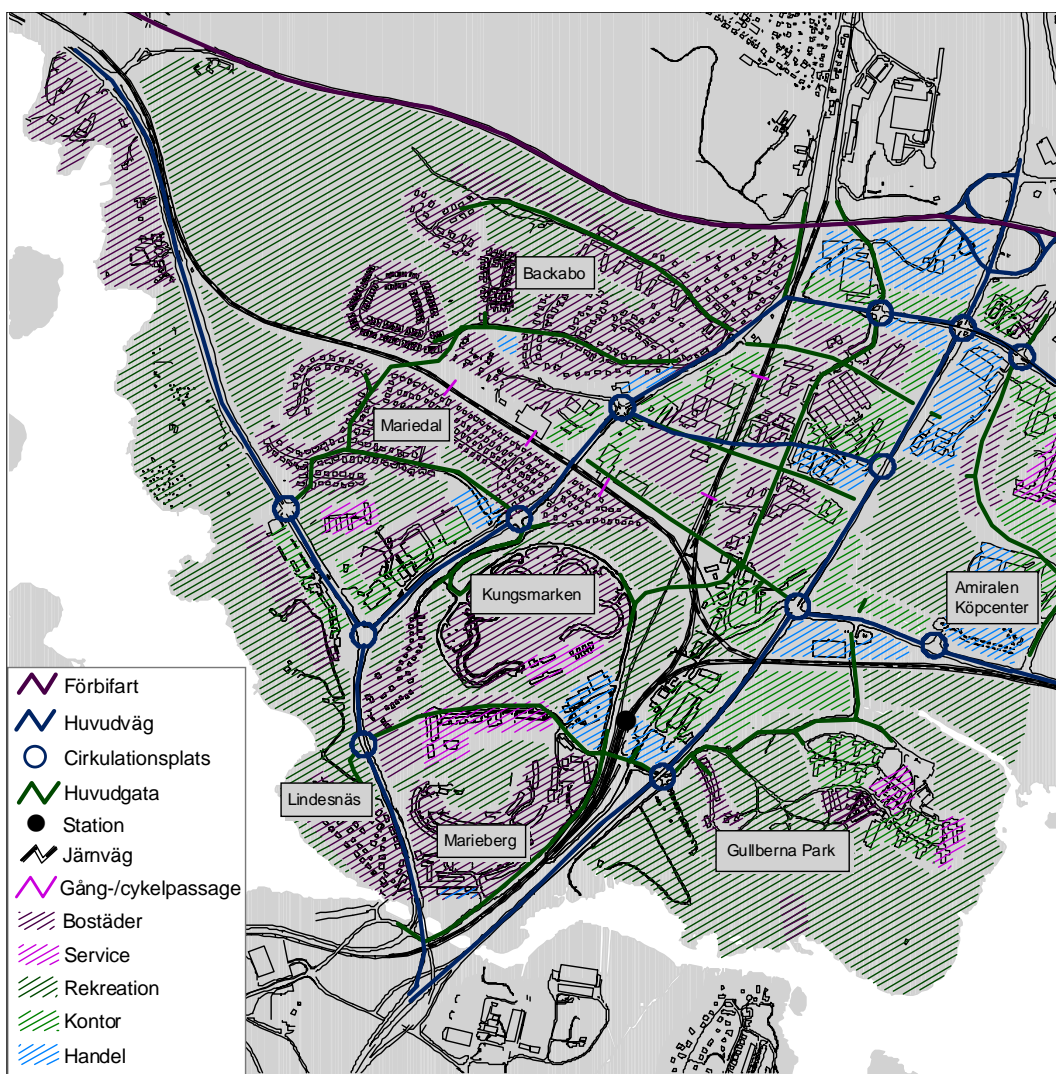 Backabo
Mariedal
Kungsmarken
Amiralen
Köpcenter
Lindesnäs
Marieberg
Gullberna Park
Förbifart
Huvudväg
Cirkulationsplats
Huvudgata
Station
Järnväg
Gång-/cykelpassage
Bostäder
Service
Rekreation
Kontor
Handel